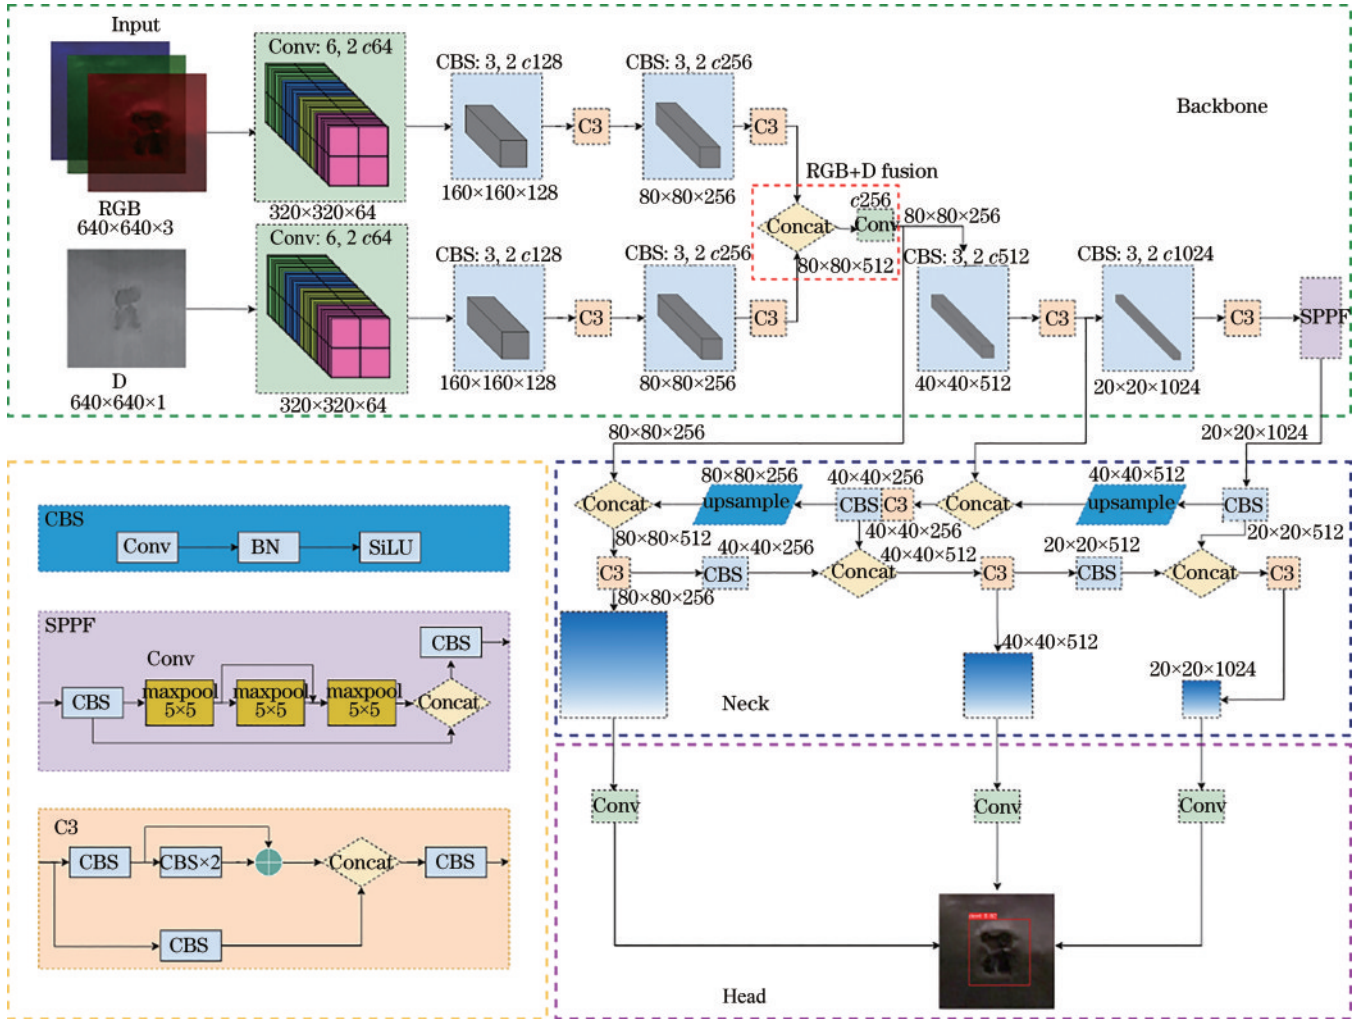 Input
Conv: 6, 2 c64
CBS: 3, 2 c128
CBS: 3, 2 c256
Backbone
C3
C3
RGB
640×640×3
320×320×64
160×160×128
80×80×256
RGB+D fusion
c256
Concat
Conv
80×80×256
80×80×512
Conv: 6, 2 c64
CBS: 3, 2 c128
CBS: 3, 2 c256
CBS: 3, 2 c512
CBS: 3, 2 c1024
C3
C3
C3
C3
SPPF
D
640×640×1
320×320×64
160×160×128
80×80×256
40×40×512
20×20×1024
80×80×256
20×20×1024
80×80×256
40×40×256
40×40×512
Concat
upsample
CBS
C3
Concat
upsample
CBS
80×80×512
40×40×256
40×40×256
40×40×512
20×20×512
20×20×512
C3
CBS
Concat
C3
CBS
Concat
C3
80×80×256
40×40×512
20×20×1024
Neck
Conv
Conv
Conv
Head
CBS
Conv
BN
SiLU
SPPF
CBS
Conv
CBS
maxpool
5×5
maxpool
5×5
maxpool
5×5
Concat
C3
CBS
CBS×2
Concat
CBS
CBS